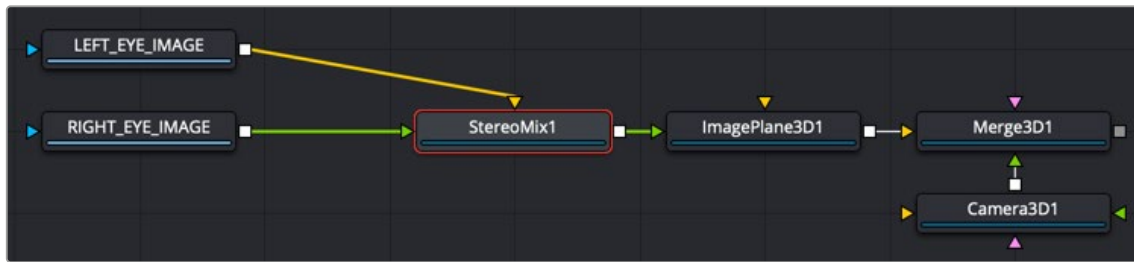 LEFT_EYE_IMAGE
RIGHT_EYE_IMAGE
StereoMix1
ImagePlane3D1
Merge3D1
Camera3D1